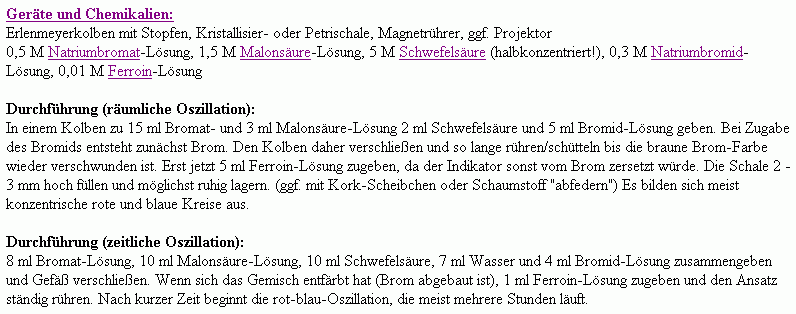 Geräte und Chemikalien:
Erlenmeyerkolben mit Stopfen, Kristallisier- oder Petrischale, Magnetrührer, ggf. Projektor
0,5 M Natriumbromat-Lösung, 1,5 M Malonsäure-Lösung, 5 M Schwefelsäure (halbkonzentriert!), 0,3 M Natriumbromid-
Lösung, 0,01 M Ferroin-Lösung
Durchführung (räumliche Oszillation):
In einem Kolben zu 15 ml Bromat- und 3 ml Malonsäure-Lösung 2 ml Schwefelsäure und 5 ml Bromid-Lösung geben. Bei Zugabe
des Bromids entsteht zunächst Brom. Den Kolben daher verschließen und so lange rühren/schütteln bis die braune Brom-Farbe
wieder verschwunden ist. Erst jetzt 5 ml Ferroin-Lösung zugeben, da der Indikator sonst vom Brom zersetzt würde. Die Schale 2 -
3 mm hoch füllen und möglichst ruhig lagern. (ggf. mit Kork-Scheibchen oder Schaumstoff "abfedern") Es bilden sich meist
konzentrische rote und blaue Kreise aus.
Durchführung (zeitliche Oszillation):
8 ml Bromat-Lösung, 10 ml Malonsäure-Lösung, 10 ml Schwefelsäure, 7 ml Wasser und 4 ml Bromid-Lösung zusammengeben
und Gefäß verschließen. Wenn sich das Gemisch entfärbt hat (Brom abgebaut ist), 1 ml Ferroin-Lösung zugeben und den Ansatz
ständig rühren. Nach kurzer Zeit beginnt die rot-blau-Oszillation, die meist mehrere Stunden läuft.